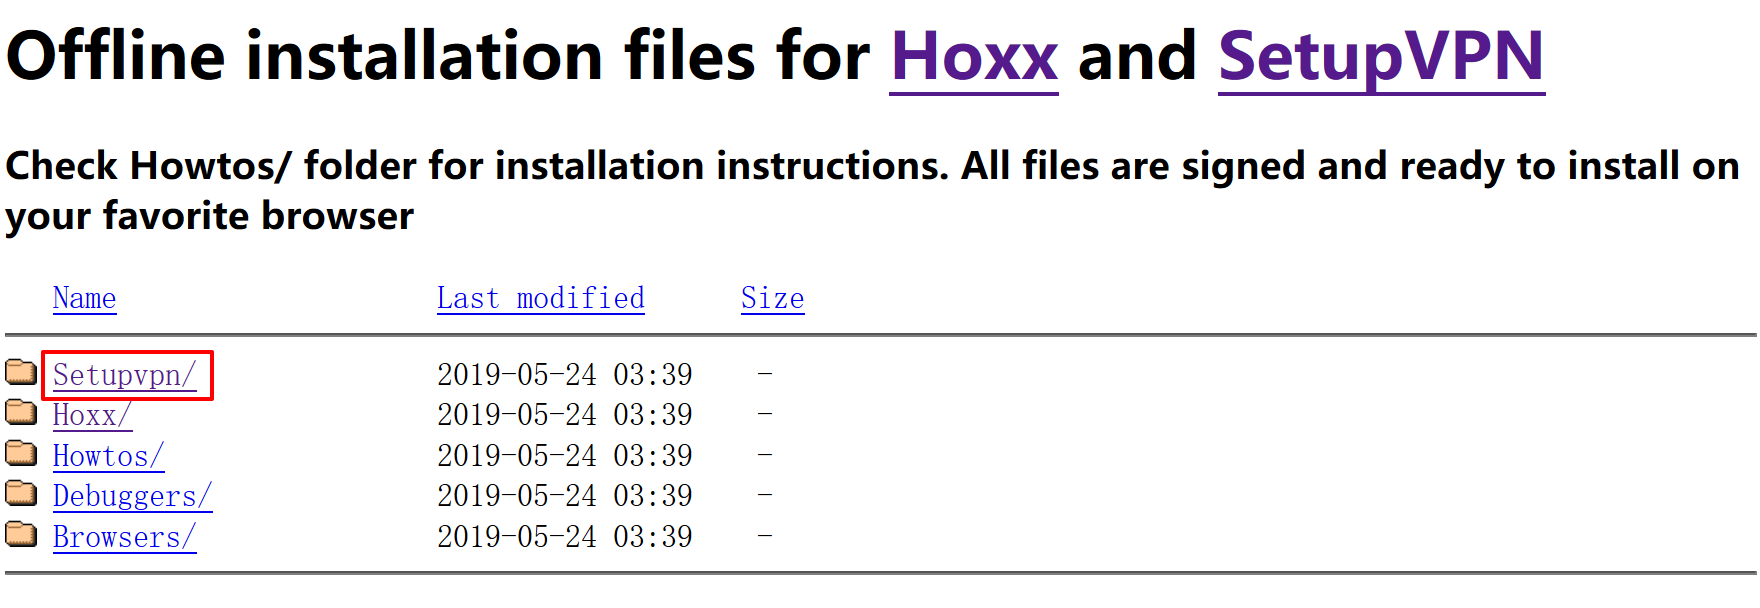 Offline installation files for Hoxx and SetupVPN
Check Howtos/ folder for installation instructions. All files are signed and ready to install on
your favorite browser
Name Last modified Size
Setupvpn/ 2019-05-24 03:39 -
Hoxx/ 2019-05-24 03:39 -
Howtos/ 2019-05-24 03:39 -
Debuggers/ 2019-05-24 03:39 -
Browsers/ 2019-05-24 03:39 -